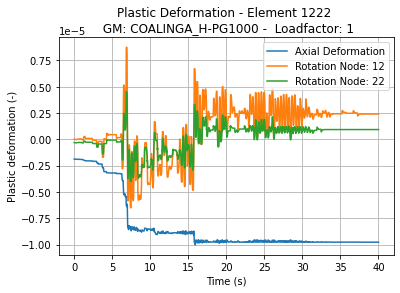 Plastic Deformation - Element 1222
GM: COALINGA_H-PG1000 -  Loadfactor: 1
1e−5
Axial Deformation
Rotation Node: 12
Rotation Node: 22
Plastic deformation (-)
0.75
0.50
0.25
0.00
−0.25
−0.50
−0.75
−1.00
0 5 10 15 20 25 30 35 40
Time (s)